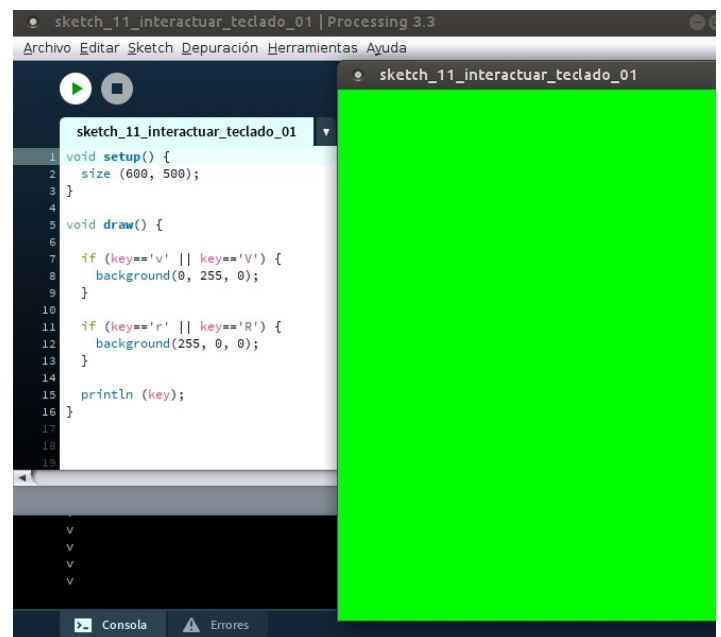 sketch_11_interactuar_teclado_01 | Processing 3.3
Archivo Editar Sketch Depuración Herramientas Ayuda
sketch_11_interactuar_teclado_01
sketch_11_interactuar_teclado_01
1 void setup() {
2 size (600, 500);
3 }
4
5 void draw() {
6
7 if (key=='v' || key=='V') {
8 background(0, 255, 0);
9 }
10
11 if (key=='r' || key=='R') {
12 background(255, 0, 0);
13 }
14
15 println (key);
16 }
17
18
19
v
v
v
v
Consola Errores